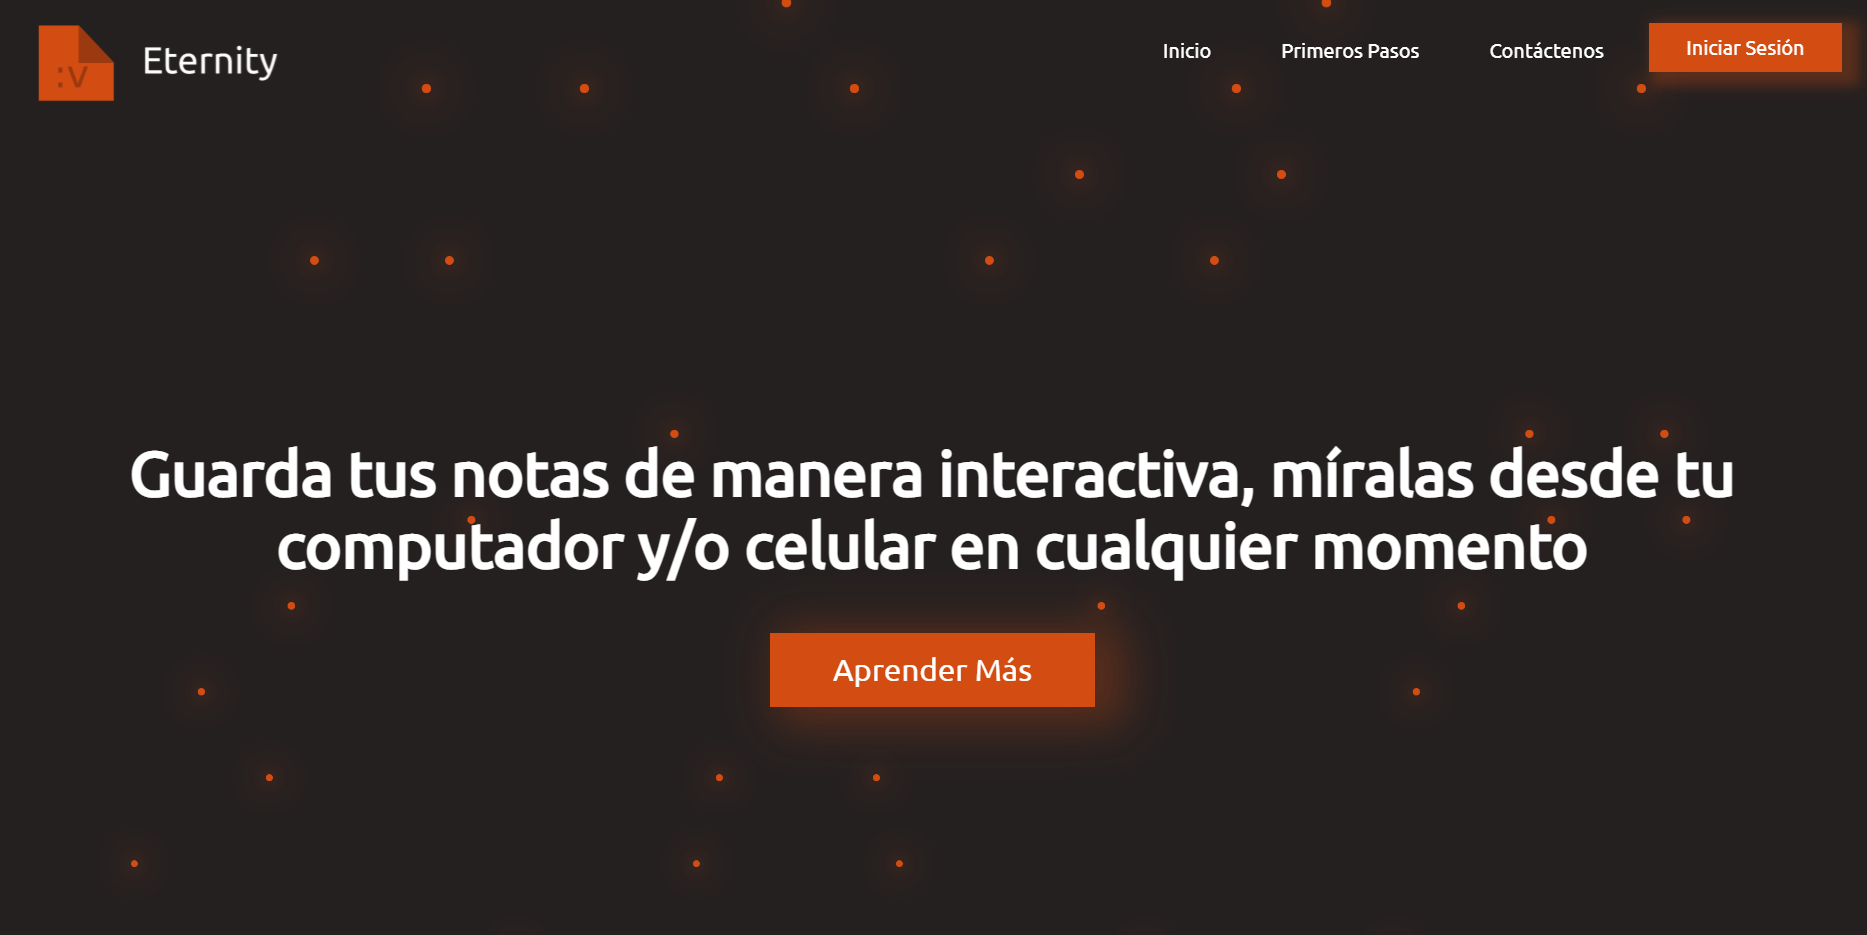 :v
Eternity
Inicio
Primeros Pasos
Contáctenos
Iniciar Sesión
Guarda tus notas de manera interactiva, míralas desde tu
computador y/o celular en cualquier momento
Aprender Más